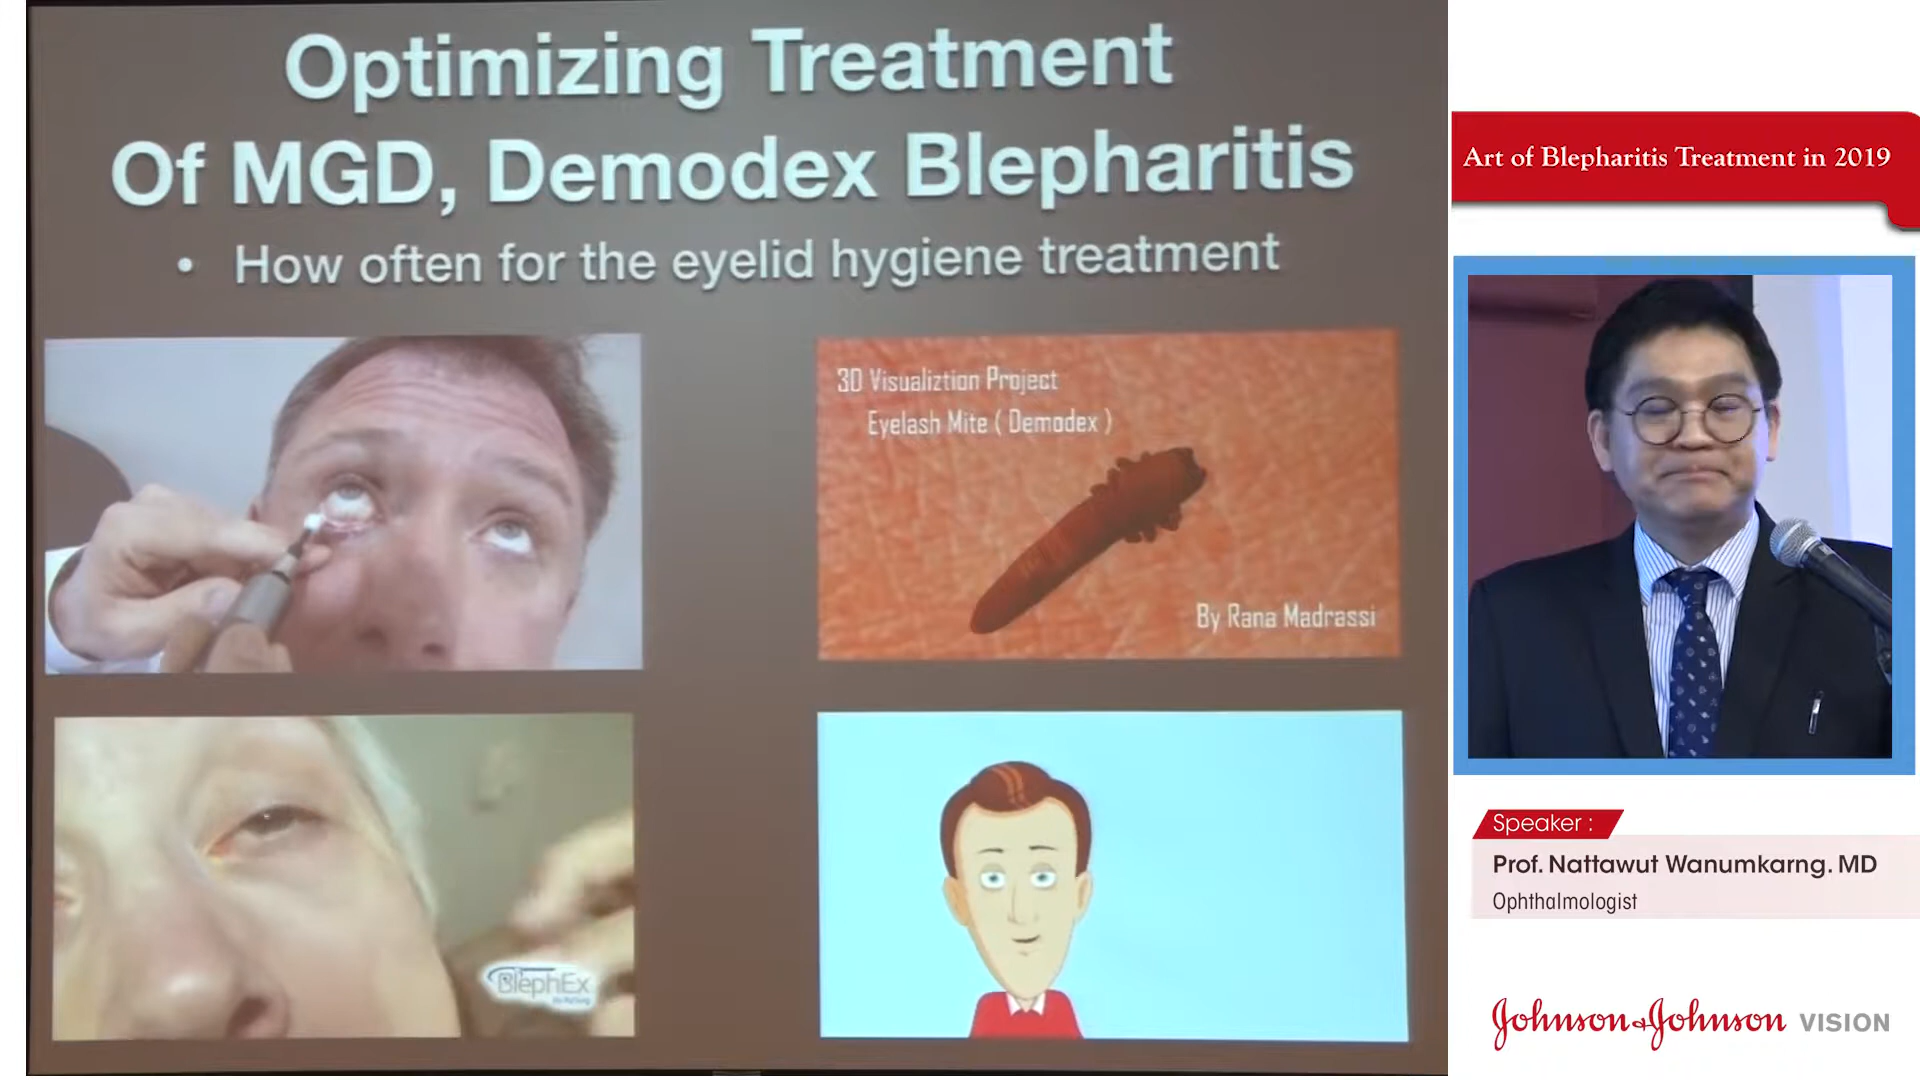 Optimizing Treatment
Of MGD, Demodex Blepharitis
• How often for the eyelid hygiene treatment
3D Visualiztion Project
Eyelash Mite ( Demodex )
By Rana Madrassi
BlephEx
Art of Blepharitis Treatment in 2019
Speaker :
Prof. Nattawut Wanumkarng. MD
Ophthalmologist
Johnson & Johnson VISION